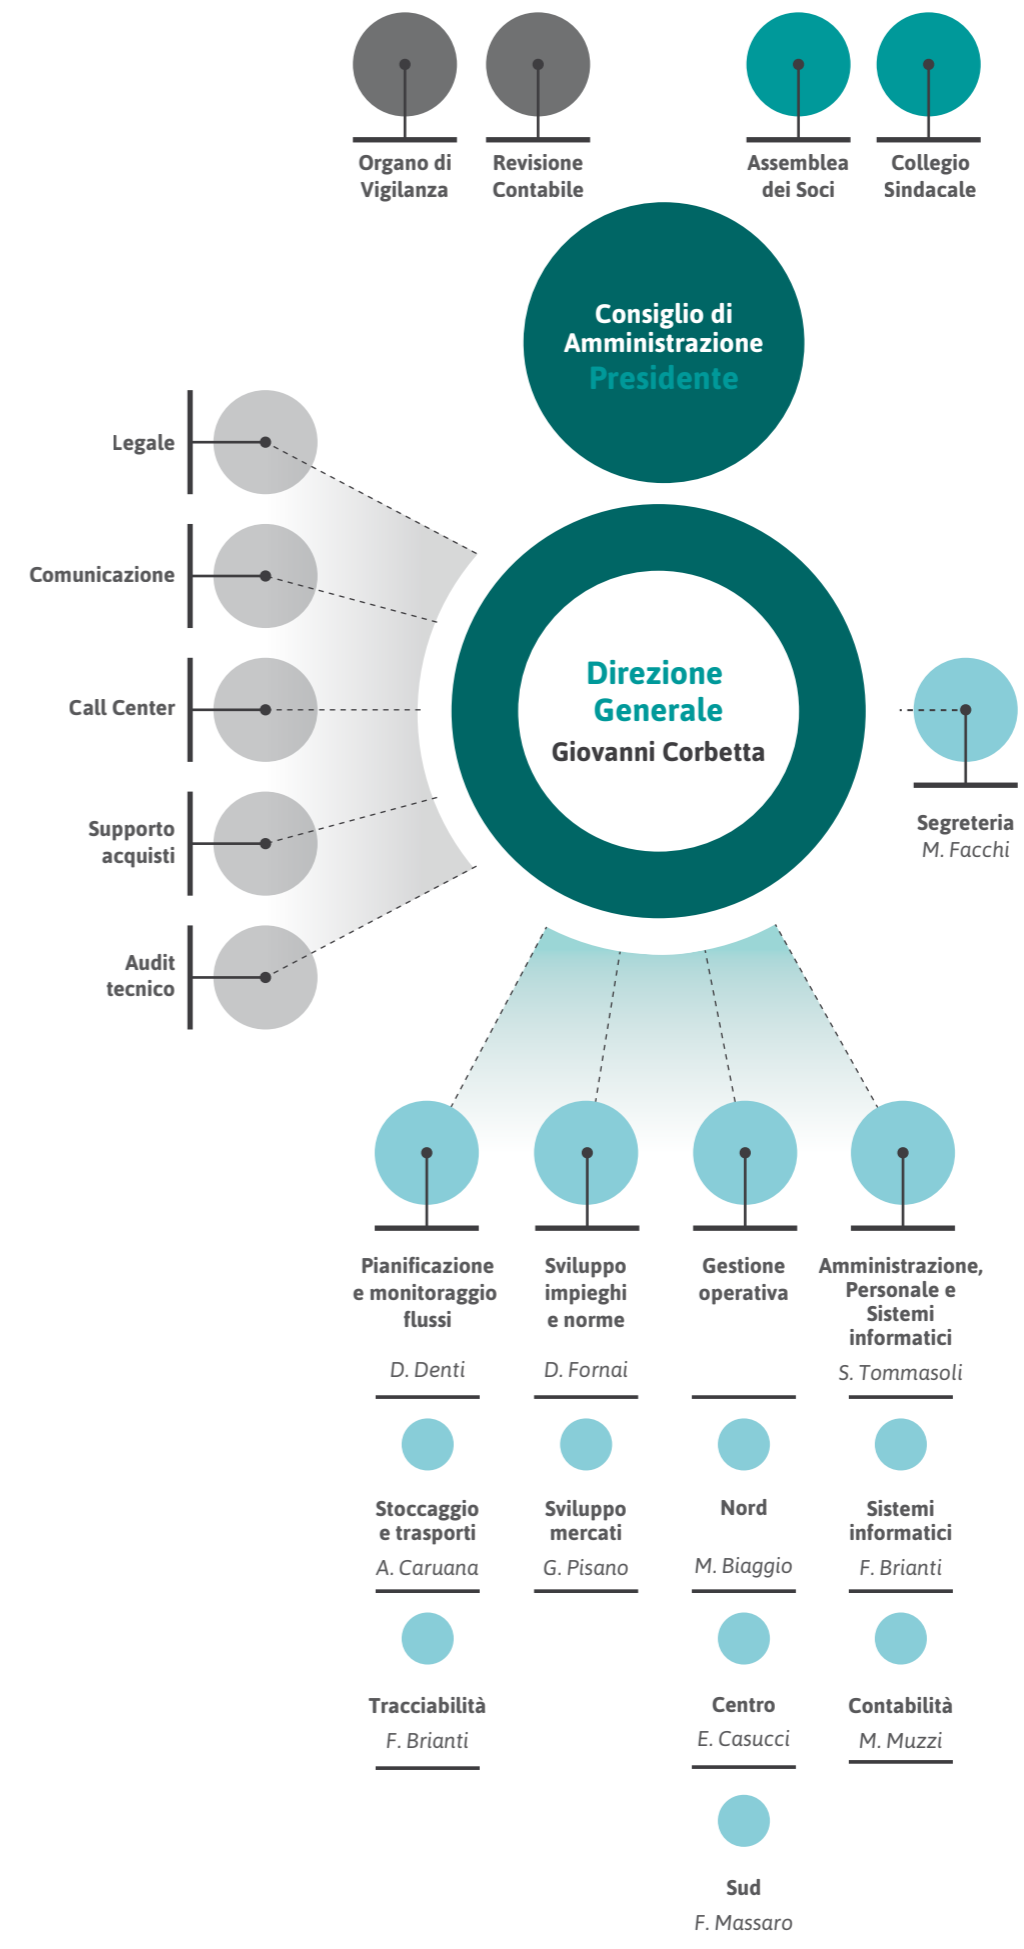 Organo di
Vigilanza
Revisione
Contabile
Assemblea
dei Soci
Collegio
Sindacale
Consiglio di
Amministrazione
Presidente
Legale
Comunicazione
Call Center
Supporto
acquisti
Audit
tecnico
Direzione
Generale
Giovanni Corbetta
Segreteria
M. Facchi
Pianificazione
e monitoraggio
flussi
D. Denti
Sviluppo
impieghi
e norme
D. Fornai
Gestione
operativa
Amministrazione,
Personale e
Sistemi
informatici
S. Tommasoli
Stoccaggio
e trasporti
A. Caruana
Sviluppo
mercati
G. Pisano
Nord
M. Biaggio
Sistemi
informatici
F. Brianti
Tracciabilità
F. Brianti
Centro
E. Casucci
Contabilità
M. Muzzi
Sud
F. Massaro